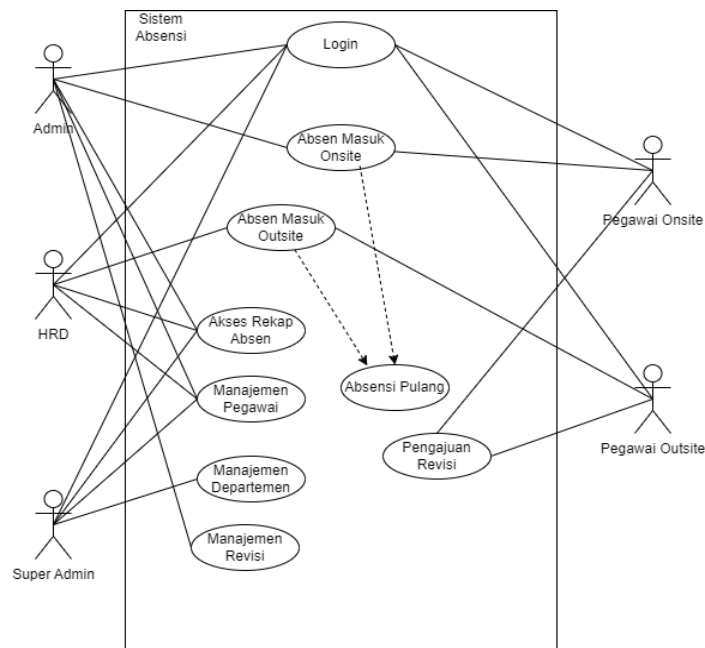 Sistem
Absensi
Login
Admin
Absen Masuk
Onsite
Pegawai Onsite
Absen Masuk
Outsite
HRD
Akses Rekap
Absen
Absensi Pulang
Manajemen
Pegawai
Pengajuan
Revisi
Pegawai Outsite
Manajemen
Departemen
Manajemen
Revisi
Super Admin